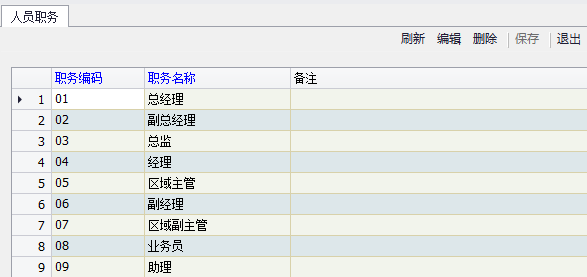 人员职务
刷新 编辑 删除 保存 退出
职务编码 职务名称 备注
1 01 总经理
2 02 副总经理
3 03 总监
4 04 经理
5 05 区域主管
6 06 副经理
7 07 区域副主管
8 08 业务员
9 09 助理